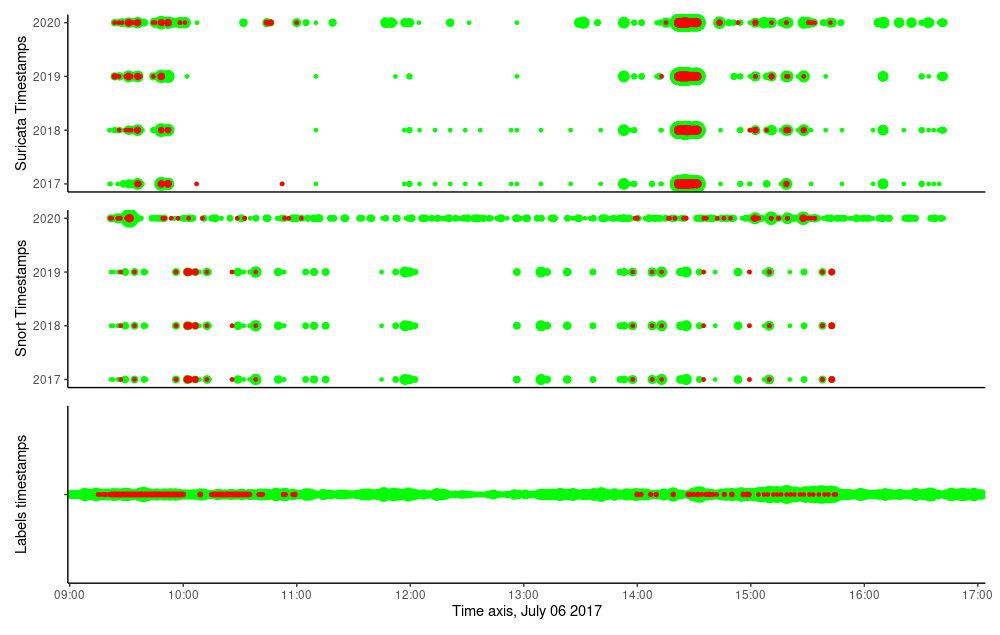 Suricata Timestamps
2020
2019
2018
2017
Snort Timestamps
2020
2019
2018
2017
Labels timestamps
09:00 10:00 11:00 12:00 13:00 14:00 15:00 16:00 17:00
Time axis, July 06 2017